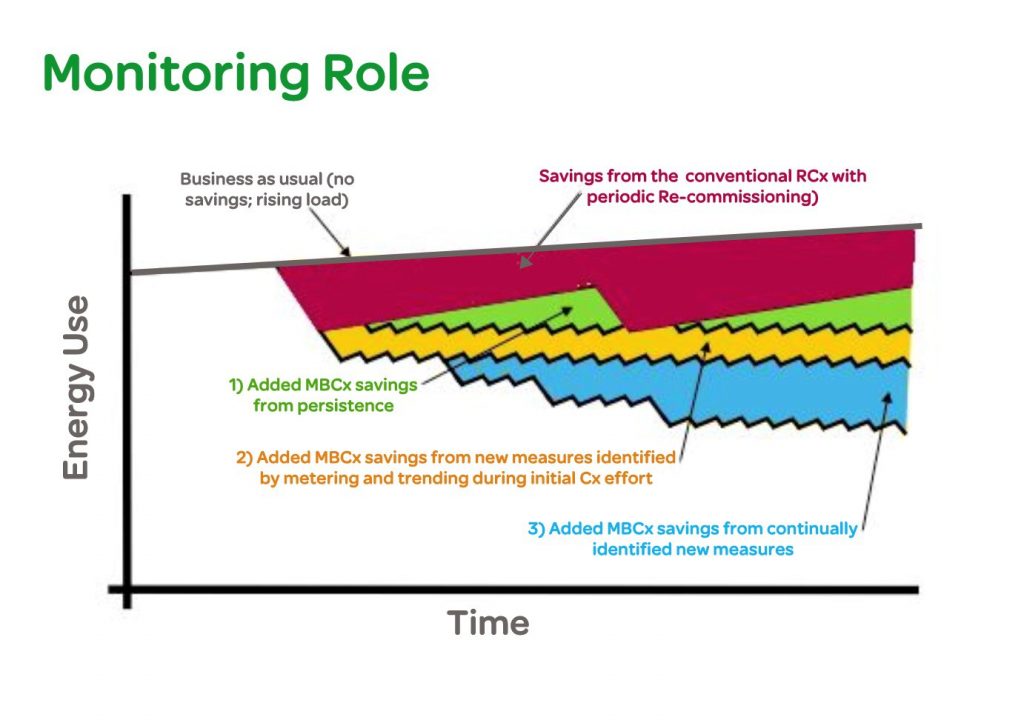 Monitoring Role
Business as usual (no
savings; rising load)
Savings from the conventional RCx with
periodic Re-commissioning)
Energy Use
1) Added MBCx savings
from persistence
2) Added MBCx savings from new measures identified
by metering and trending during initial Cx effort
3) Added MBCx savings from continually
identified new measures
Time